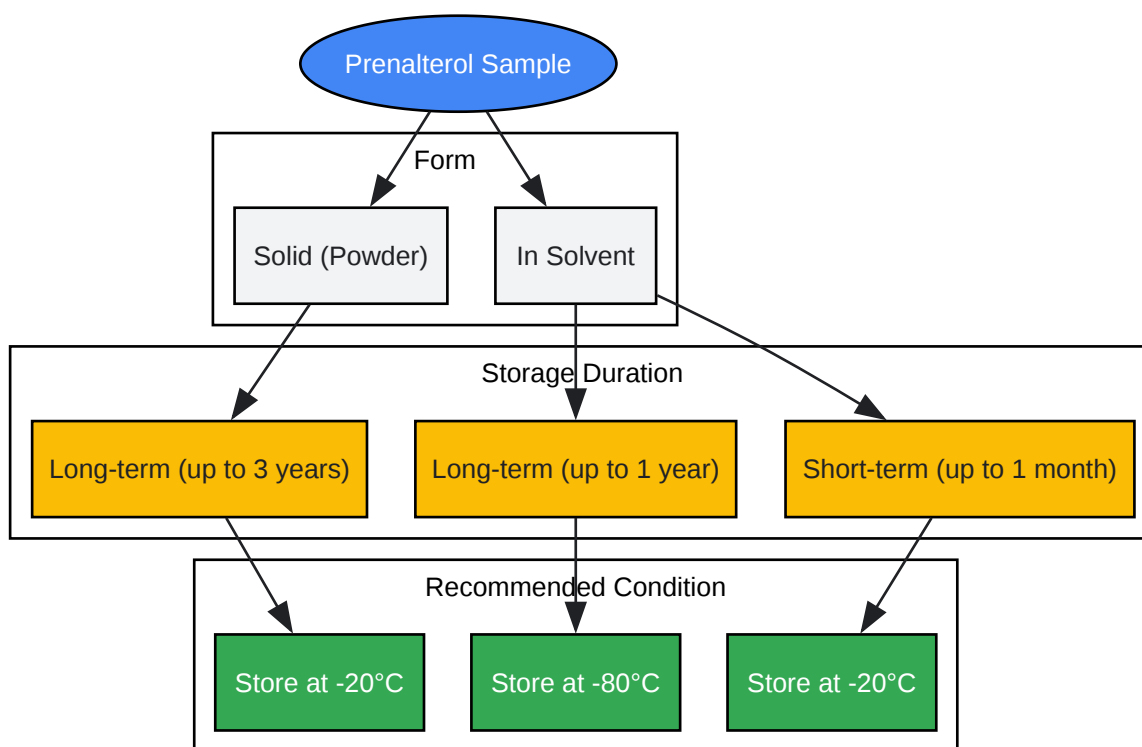 Prenalterol Sample
Form
Solid (Powder)
In Solvent
Storage Duration
Long-term (up to 3 years)
Long-term (up to 1 year)
Short-term (up to 1 month)
Recommended Condition
Store at -20°C
Store at -80°C
Store at -20°C